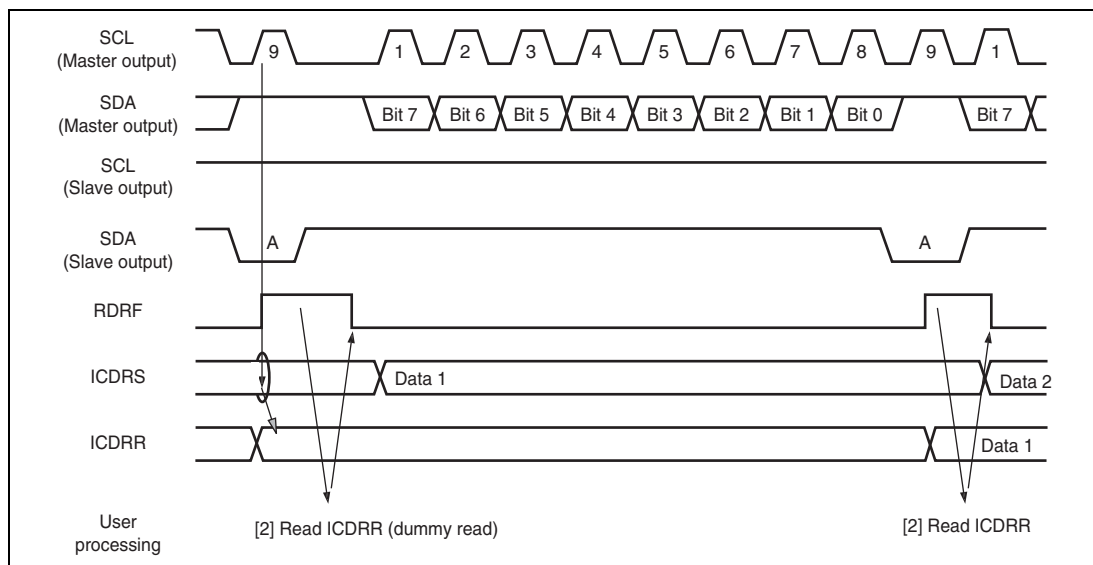 SCL
(Master output)
9 1 2 3 4 5 6 7 8 9 1
SDA
(Master output)
Bit 7 Bit 6 Bit 5 Bit 4 Bit 3 Bit 2 Bit 1 Bit 0 Bit 7
SCL
(Slave output)
SDA
(Slave output)
A A
RDRF
ICDRS
Data 1 Data 2
ICDRR
Data 1
User
processing
[2] Read ICDRR (dummy read) [2] Read ICDRR